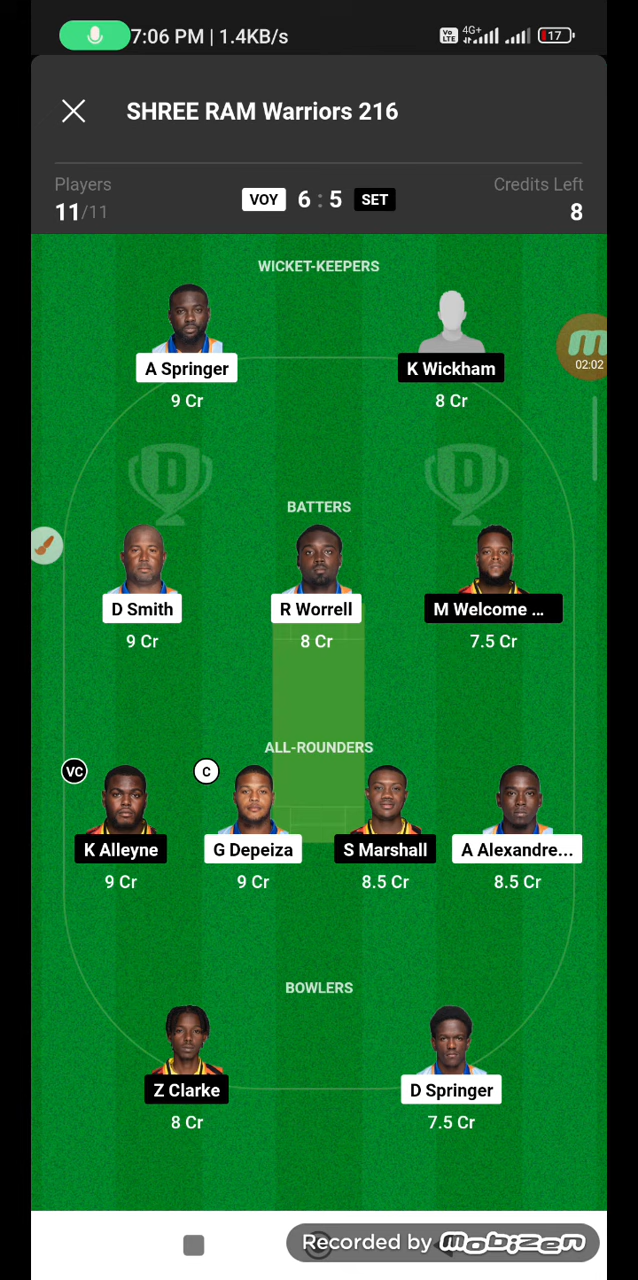 7:06 PM | 1.4KB/s
Vo LTE 4G+ 17
SHREE RAM Warriors 216
Players
Credits Left
11/11
VOY 6 : 5 SET
8
WICKET-KEEPERS
m
02:02
A Springer
K Wickham
9 Cr
8 Cr
D
D
BATTERS
D Smith
R Worrell
M Welcome ...
9 Cr
8 Cr
7.5 Cr
ALL-ROUNDERS
VC
C
K Alleyne
G Depeiza
S Marshall
A Alexandre...
9 Cr
9 Cr
8.5 Cr
8.5 Cr
BOWLERS
Z Clarke
D Springer
8 Cr
7.5 Cr
Recorded by mobizen